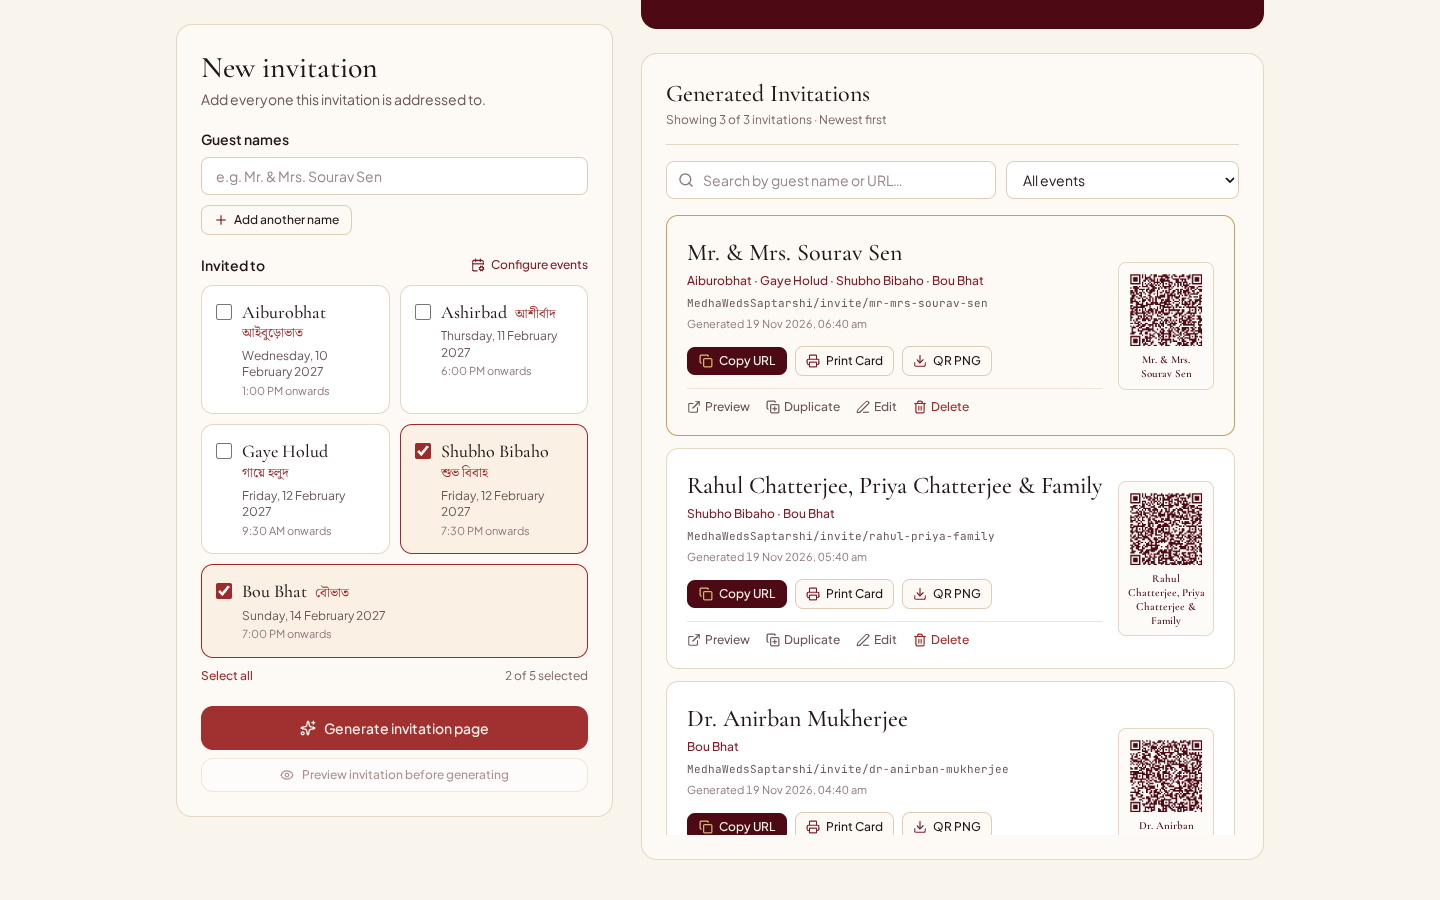 New invitation
Add everyone this invitation is addressed to.
Guest names
e.g. Mr. & Mrs. Sourav Sen
Add another name
Invited to
Configure events
Aiburobhat
আইবুড়োভাত
Wednesday, 10
February 2027
1:00 PM onwards
Ashirbad আশীর্বাদ
Thursday, 11 February
2027
6:00 PM onwards
Gaye Holud
গায়ে হলুদ
Friday, 12 February
2027
9:30 AM onwards
Shubho Bibaho
শুভ বিবাহ
Friday, 12 February
2027
7:30 PM onwards
Bou Bhat বৌভাত
Sunday, 14 February 2027
7:00 PM onwards
Select all
2 of 5 selected
Generate invitation page
Preview invitation before generating
Generated Invitations
Showing 3 of 3 invitations · Newest first
Search by guest name or URL...
All events
Mr. & Mrs. Sourav Sen
Aiburobhat · Gaye Holud · Shubho Bibaho · Bou Bhat
MedhaWedsSaptarshi/invite/mr-mrs-sourav-sen
Generated 19 Nov 2026, 06:40 am
Copy URL
Print Card
QR PNG
Preview
Duplicate
Edit
Delete
Mr. & Mrs.
Sourav Sen
Rahul Chatterjee, Priya Chatterjee & Family
Shubho Bibaho · Bou Bhat
MedhaWedsSaptarshi/invite/rahul-priya-family
Generated 19 Nov 2026, 05:40 am
Copy URL
Print Card
QR PNG
Preview
Duplicate
Edit
Delete
Rahul
Chatterjee, Priya
Chatterjee &
Family
Dr. Anirban Mukherjee
Bou Bhat
MedhaWedsSaptarshi/invite/dr-anirban-mukherjee
Generated 19 Nov 2026, 04:40 am
Copy URL
Print Card
QR PNG
Dr. Anirban